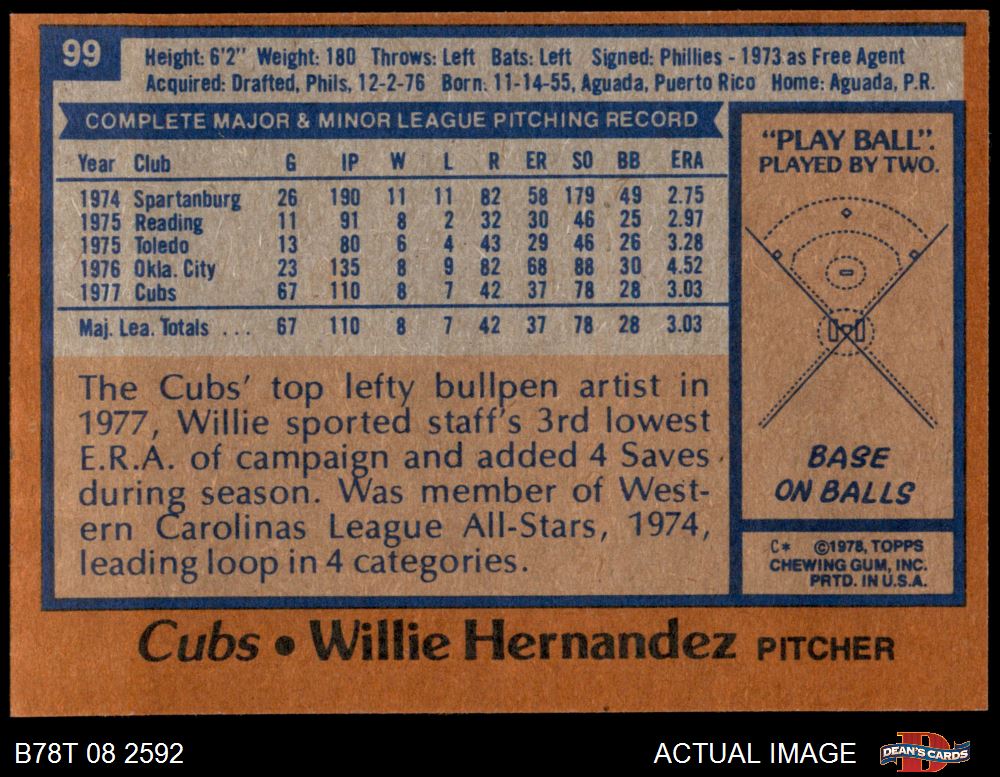 99
Height: 6'2" Weight: 180 Throws: Left Bats: Left Signed: Phillies - 1973 as Free Agent
Acquired: Drafted, Phils, 12-2-76 Born: 11-14-55, Aguada, Puerto Rico Home: Aguada, P.R.
COMPLETE MAJOR & MINOR LEAGUE PITCHING RECORD
Year Club G IP W L R ER SO BB ERA
1974 Spartanburg 26 190 11 11 82 58 179 49 2.75
1975 Reading 11 91 8 2 32 30 46 25 2.97
1975 Toledo 13 80 6 4 43 29 46 26 3.28
1976 Okla. City 23 135 8 9 82 68 88 30 4.52
1977 Cubs 67 110 8 7 42 37 78 28 3.03
Maj. Lea. Totals ... 67 110 8 7 42 37 78 28 3.03
The Cubs' top lefty bullpen artist in
1977, Willie sported staff's 3rd lowest
E.R.A. of campaign and added 4 Saves
during season. Was member of West-
ern Carolinas League All-Stars, 1974,
leading loop in 4 categories.
"PLAY BALL".
PLAYED BY TWO.
BASE
ON BALLS
C* ©1978, TOPPS
CHEWING GUM, INC.
PRTD. IN U.S.A.
Cubs • Willie Hernandez PITCHER
B78T 08 2592
ACTUAL IMAGE
DEAN'S CARDS